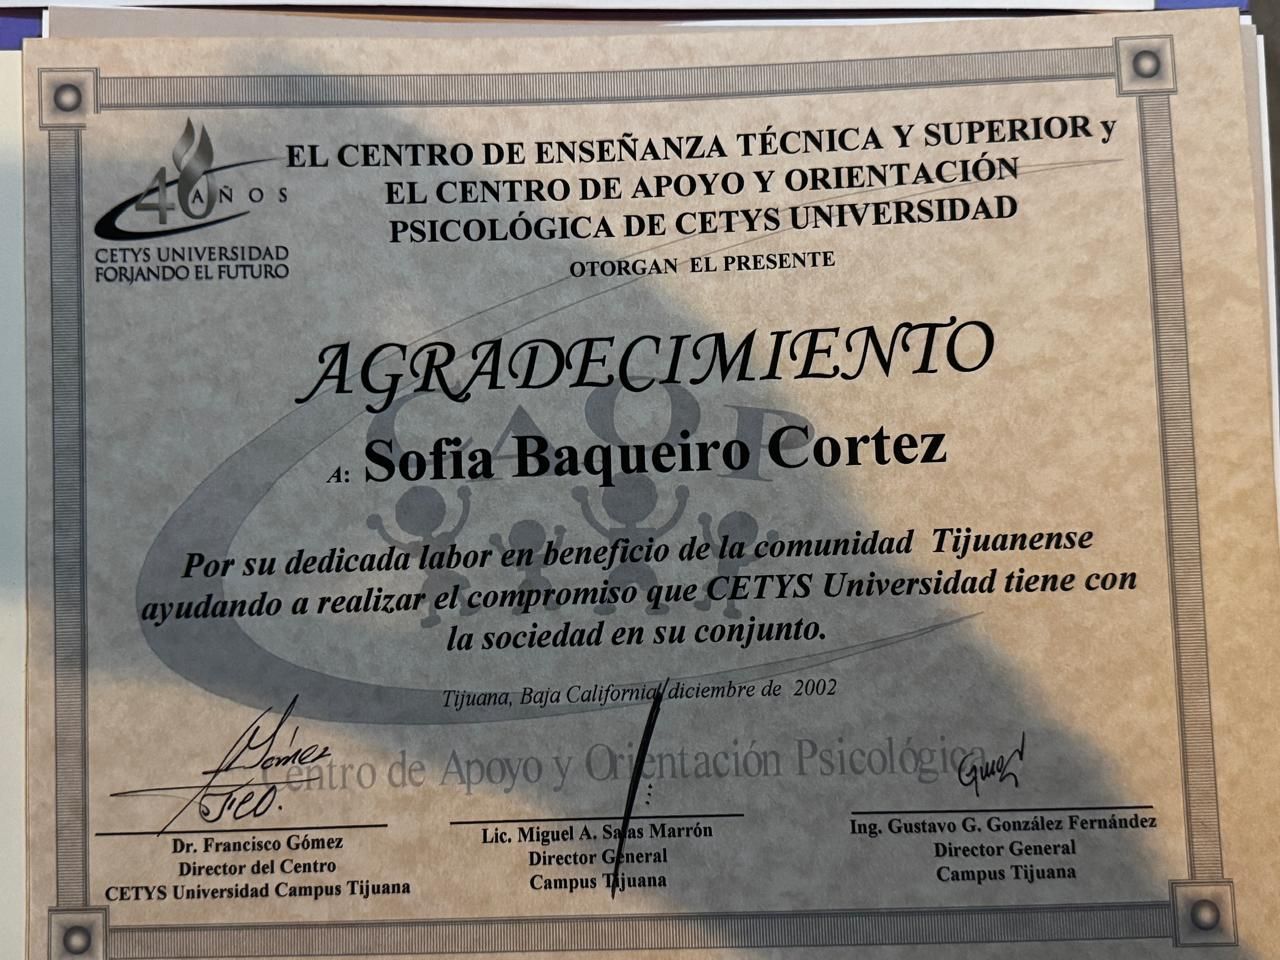 40 AÑOS
CETYS UNIVERSIDAD
FORJANDO EL FUTURO
EL CENTRO DE ENSEÑANZA TÉCNICA Y SUPERIOR y
EL CENTRO DE APOYO Y ORIENTACIÓN
PSICOLÓGICA DE CETYS UNIVERSIDAD
OTORGAN EL PRESENTE
AGRADECIMIENTO
CAOP
A: Sofia Baqueiro Cortez
Por su dedicada labor en beneficio de la comunidad Tijuanense
ayudando a realizar el compromiso que CETYS Universidad tiene con
la sociedad en su conjunto.
Tijuana, Baja California, diciembre de 2002
Centro de Apoyo y Orientación Psicológica
Gómez
Fco.
Dr. Francisco Gómez
Director del Centro
CETYS Universidad Campus Tijuana
Lic. Miguel A. Salas Marrón
Director General
Campus Tijuana
Ing. Gustavo G. González Fernández
Director General
Campus Tijuana